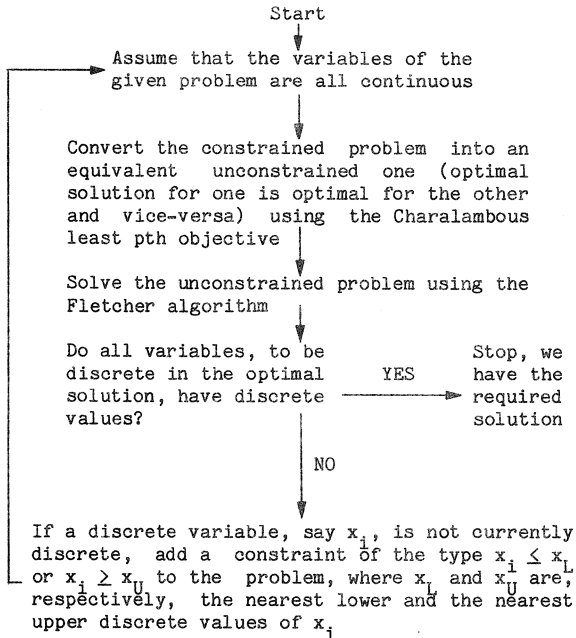 Start
Assume that the variables of the
given problem are all continuous
Convert the constrained problem into an
equivalent unconstrained one (optimal
solution for one is optimal for the other
and vice-versa) using the Charalambous
least pth objective
Solve the unconstrained problem using the
Fletcher algorithm
Do all variables, to be
discrete in the optimal
solution, have discrete
values?
YES
Stop, we
have the
required
solution
NO
If a discrete variable, say x_i, is not currently
discrete, add a constraint of the type x_i ≤ x_L
or x_i ≥ x_U to the problem, where x_L and x_U are,
respectively, the nearest lower and the nearest
upper discrete values of x_i